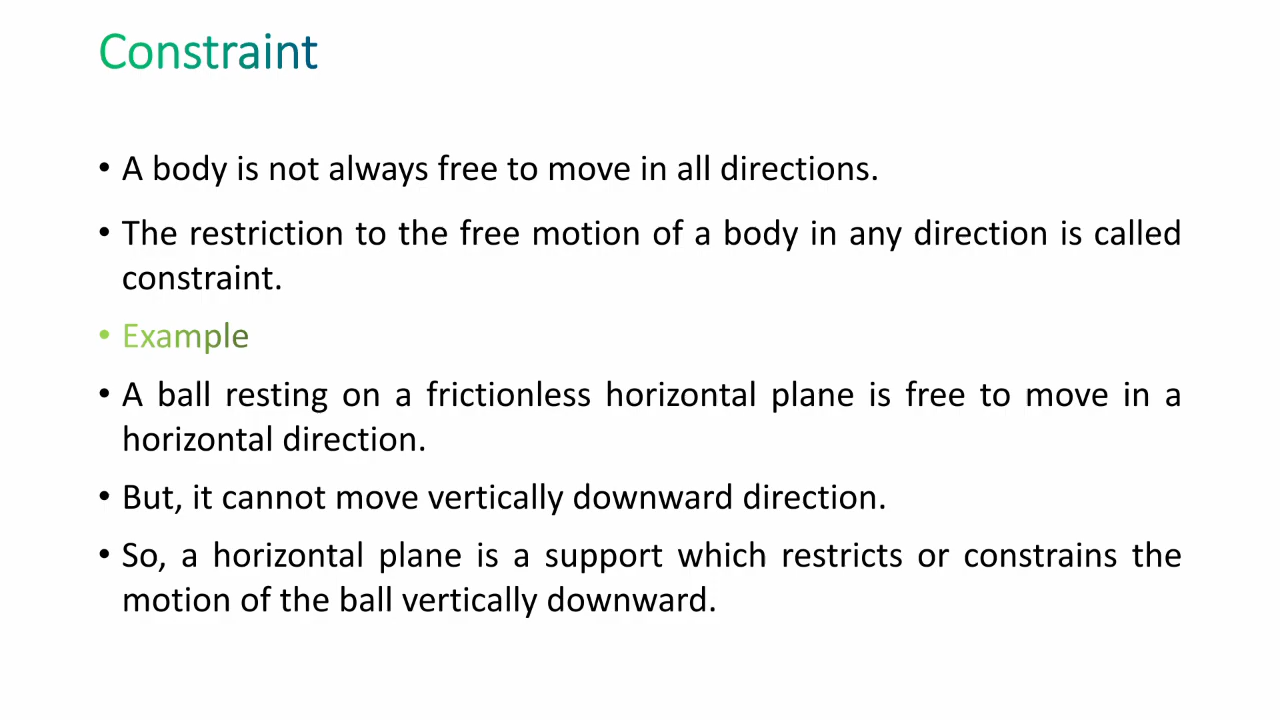 Constraint
• A body is not always free to move in all directions.
• The restriction to the free motion of a body in any direction is called
constraint.
• Example
• A ball resting on a frictionless horizontal plane is free to move in a
horizontal direction.
• But, it cannot move vertically downward direction.
• So, a horizontal plane is a support which restricts or constrains the
motion of the ball vertically downward.